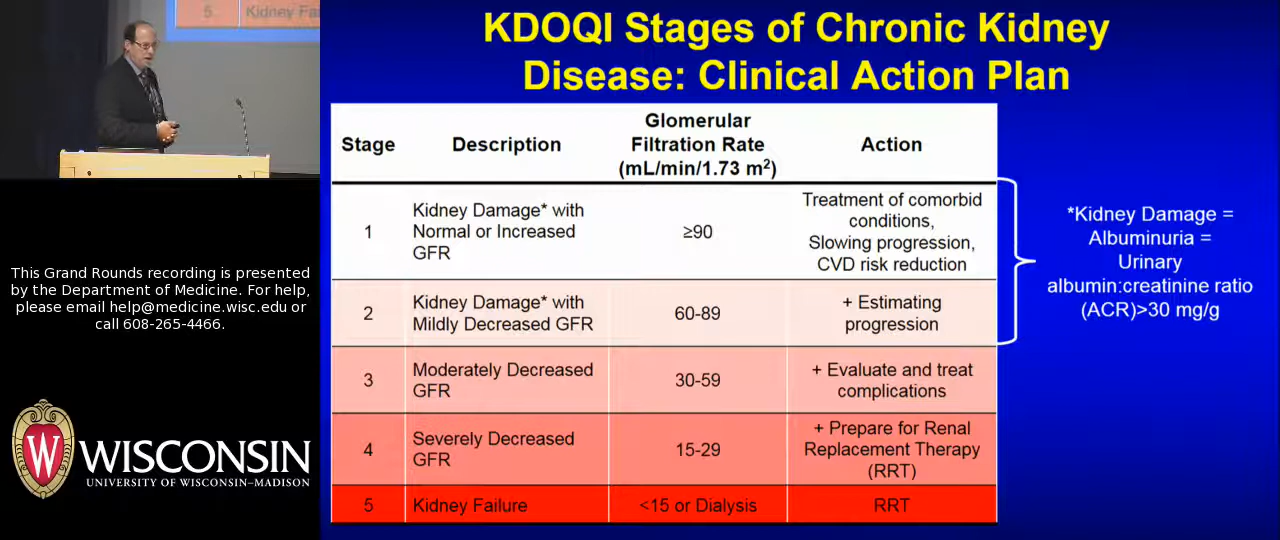 5 Kidney Fai
KDOQI Stages of Chronic Kidney
Disease: Clinical Action Plan
Stage
Description
Glomerular
Filtration Rate
(mL/min/1.73 m²)
Action
1
Kidney Damage* with
Normal or Increased
GFR
≥90
Treatment of comorbid
conditions,
Slowing progression,
CVD risk reduction
2
Kidney Damage* with
Mildly Decreased GFR
60-89
+ Estimating
progression
3
Moderately Decreased
GFR
30-59
+ Evaluate and treat
complications
4
Severely Decreased
GFR
15-29
+ Prepare for Renal
Replacement Therapy
(RRT)
5
Kidney Failure
<15 or Dialysis
RRT
*Kidney Damage =
Albuminuria =
Urinary
albumin:creatinine ratio
(ACR)>30 mg/g
This Grand Rounds recording is presented
by the Department of Medicine. For help,
please email help@medicine.wisc.edu or
call 608-265-4466.
W
WISCONSIN
UNIVERSITY OF WISCONSIN–MADISON